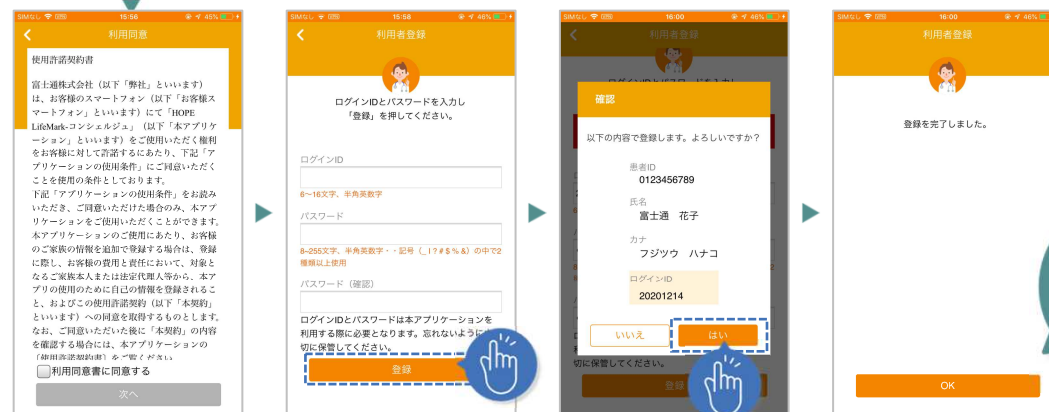 SIMなし
15:56
45%
利用同意
使用許諾契約書
富士通株式会社（以下「弊社」といいます）
は、お客様のスマートフォン（以下「お客様ス
マートフォン」といいます）にて「HOPE
LifeMark-コンシェルジュ」（以下「本アプリケ
ーション」といいます）をご使用いただく権利
をお客様に対して許諾するにあたり、下記「ア
プリケーションの使用条件」にご同意いただく
ことを使用の条件としております。
下記「アプリケーションの使用条件」をお読み
いただき、ご同意いただけた場合のみ、本アプ
リケーションをご使用いただくことができます。
本アプリケーションのご使用にあたり、お客様
のご家族の情報を追加で登録する場合は、登録
に際し、お客様の費用と責任において、対象と
なるご家族本人または法定代理人等から、本ア
プリの使用のために自己の情報を登録されるこ
と、およびこの使用許諾契約（以下「本契約」
といいます）への同意を取得するものとします。
なお、ご同意いただいた後に「本契約」の内容
を確認する場合には、本アプリケーションの
「使用許諾契約書」をご覧ください
利用同意書に同意する
次へ
SIMなし
15:58
46%
利用者登録
ログインIDとパスワードを入力し
「登録」を押してください。
ログインID
6〜16文字、半角英数字
パスワード
8–255文字、半角英数字・・記号（_ ! ? # $ % &）の中で2
種類以上使用
パスワード（確認）
ログインIDとパスワードは本アプリケーションを
利用する際に必要となります。忘れないように
切に保管してください。
登録
SIMなし
16:00
46%
利用者登録
確認
以下の内容で登録します。よろしいですか？
患者ID
0123456789
氏名
富士通 花子
カナ
フジツウ ハナコ
ログインID
20201214
いいえ
はい
切に保管してください。
登録
SIMなし
16:00
46%
利用者登録
登録を完了しました。
OK